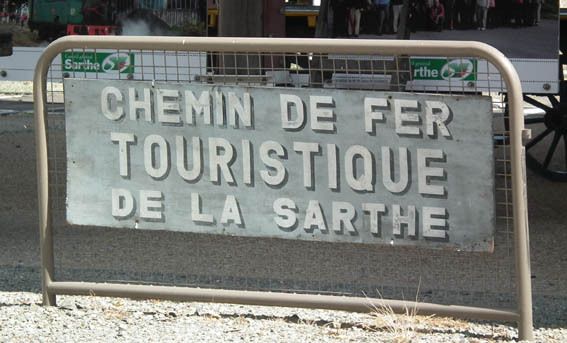 Sarthe
rthe
CHEMIN DE FER
TOURISTIQUE
DE LA SARTHE